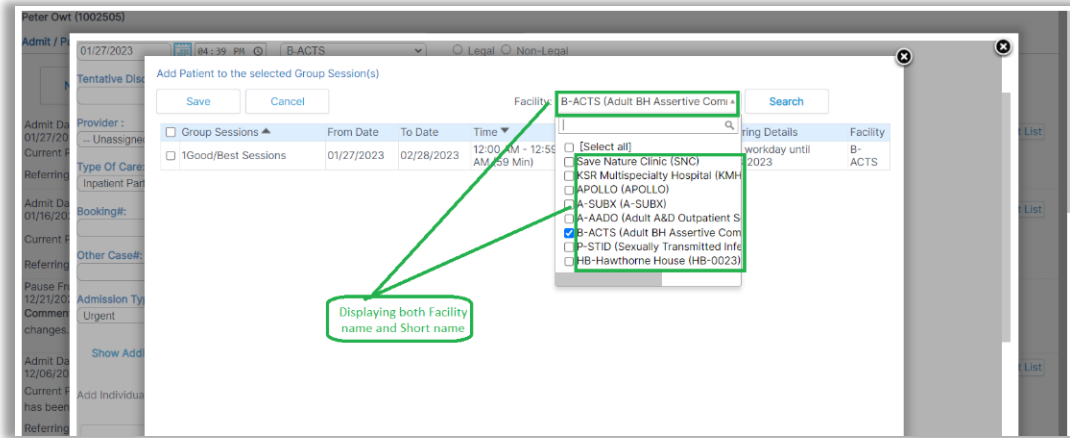 Peter Owt (1002505)
Admit / P
01/27/2023 04:39 PM B-ACTS Legal Non-Legal
Tentative Disc
Add Patient to the selected Group Session(s)
Save Cancel Facility: B-ACTS (Adult BH Assertive Com Search
Group Sessions From Date To Date Time ring Details Facility
1Good/Best Sessions 01/27/2023 02/28/2023 12:00 AM - 12:59 workday until B-
AM (59 Min) 2023 ACTS
[Select all]
Save Nature Clinic (SNC)
KSR Multispecialty Hospital (KMH
APOLLO (APOLLO)
A-SUBX (A-SUBX)
A-AADO (Adult A&D Outpatient S
B-ACTS (Adult BH Assertive Com
P-STID (Sexually Transmitted Infe
HB-Hawthorne House (HB-0023)
Displaying both Facility
name and Short name
Admit Da
01/27/20
Current P
Referring
Admit Da
01/16/20
Current P
Referring
Pause Fr
12/21/20
Commen
changes.
Admit Da
12/06/20
Current P
has been
Referring
Provider :
-- Unassigne
Type Of Care:
Inpatient Part
Booking#:
Other Case#:
Admission Typ
Urgent
Show Addi
Add Individua
List
List
List